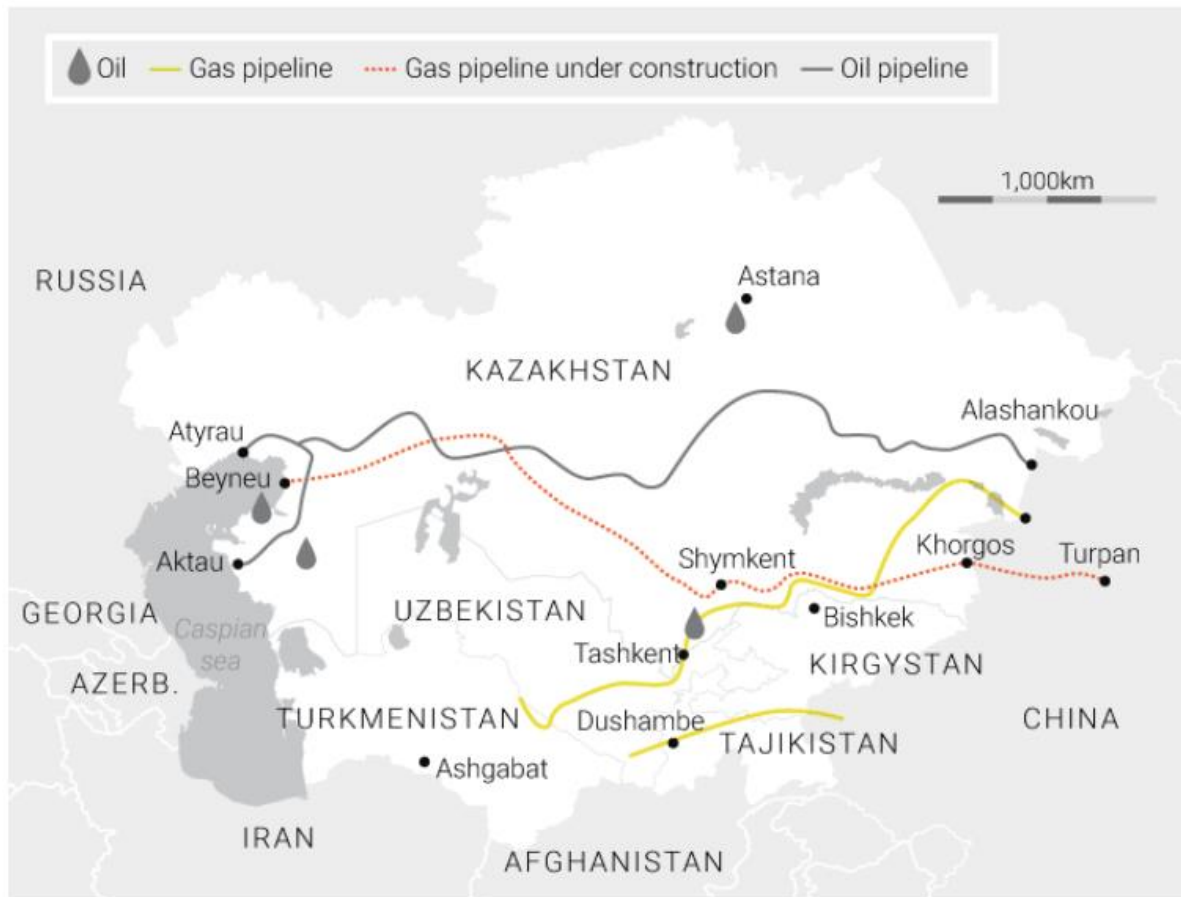 Oil Gas pipeline Gas pipeline under construction Oil pipeline
1,000km
RUSSIA
Astana
KAZAKHSTAN
Alashankou
Atyrau
Beyneu
Aktau
Shymkent
Khorgos
Turpan
GEORGIA
UZBEKISTAN
Bishkek
Caspian
sea
Tashkent
KIRGYSTAN
AZERB.
TURKMENISTAN
Dushambe
TAJIKISTAN
CHINA
Ashgabat
IRAN
AFGHANISTAN